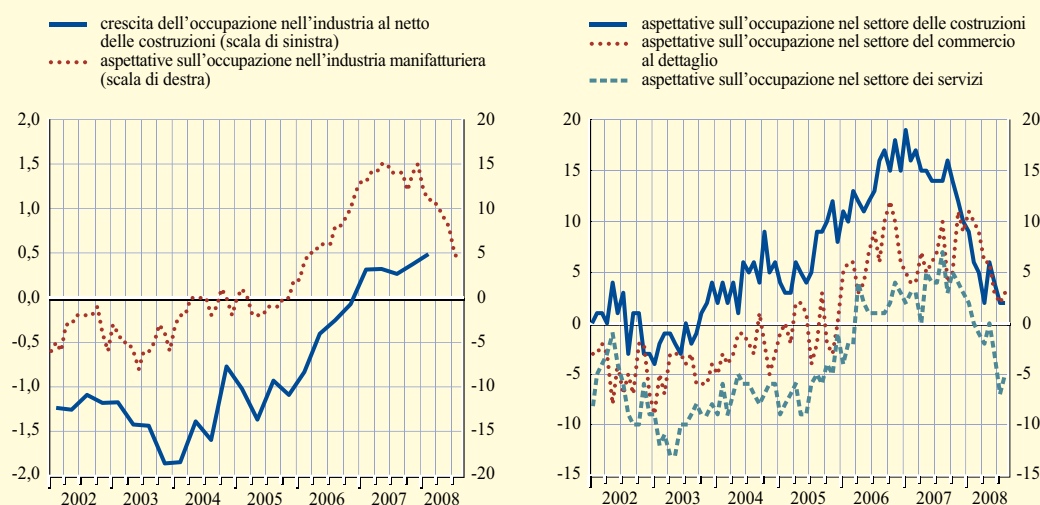 crescita dell'occupazione nell'industria al netto
delle costruzioni (scala di sinistra)
aspettative sull'occupazione nell'industria manifatturiera
(scala di destra)
aspettative sull'occupazione nel settore delle costruzioni
aspettative sull'occupazione nel settore del commercio
al dettaglio
aspettative sull'occupazione nel settore dei servizi
2,0 20
1,5 15
1,0 10
0,5 5
0,0 0
-0,5 -5
-1,0 -10
-1,5 -15
-2,0 -20
2002 2003 2004 2005 2006 2007 2008
20 20
15 15
10 10
5 5
0 0
-5 -5
-10 -10
-15 -15
2002 2003 2004 2005 2006 2007 2008